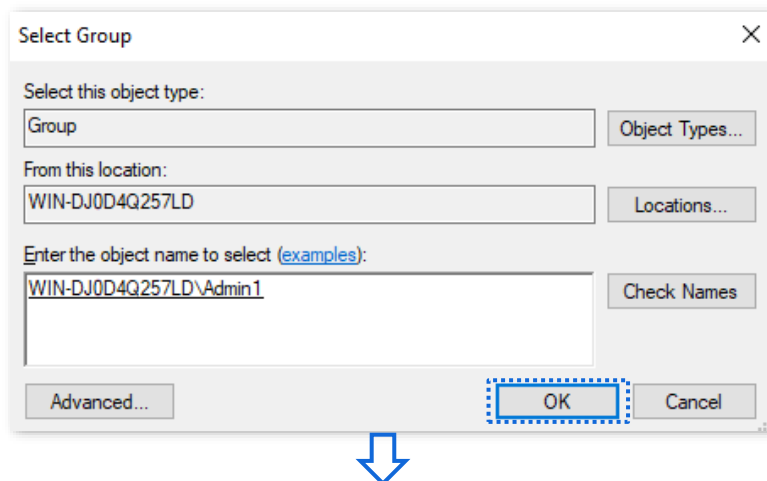 Select Group
Select this object type:
Group
Object Types...
From this location:
WIN-DJ0D4Q257LD
Locations...
Enter the object name to select (examples):
WIN-DJ0D4Q257LD\Admin1
Check Names
Advanced...
OK
Cancel